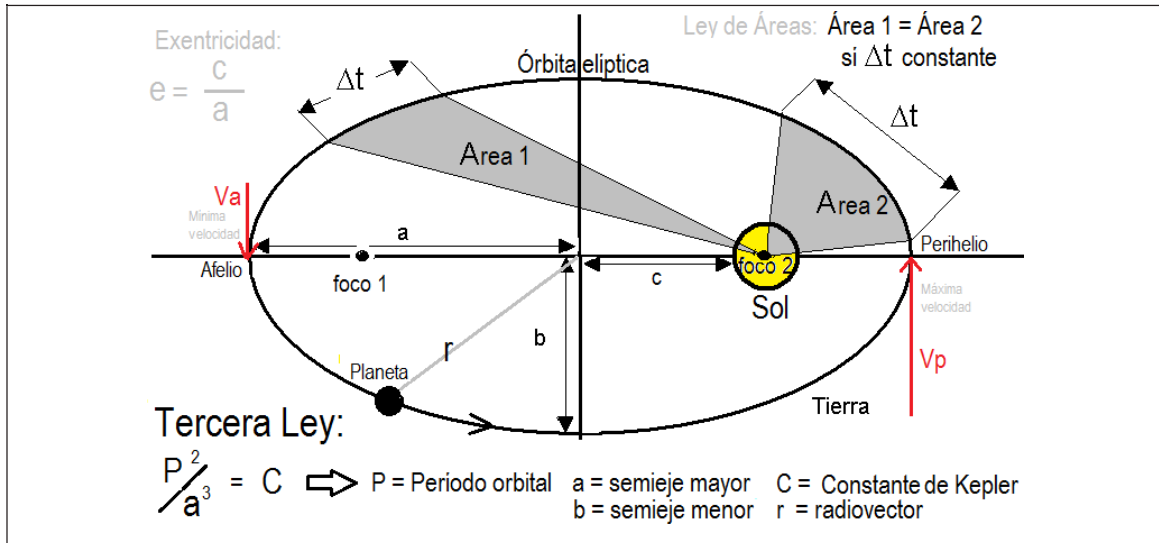 Exentricidad:
e = c / a
Ley de Áreas: Área 1 = Área 2
sí Δt constante
Órbita elíptica
Δt
Δt
Area 1
Area 2
Va
Mínima
velocidad
a
Afelio
foco 1
c
foco 2
Sol
Perihelio
Máxima
velocidad
Vp
b
r
Planeta
Tierra
Tercera Ley:
P²/a³ = C ⇨ P = Período orbital a = semieje mayor C = Constante de Kepler
b = semieje menor r = radiovector